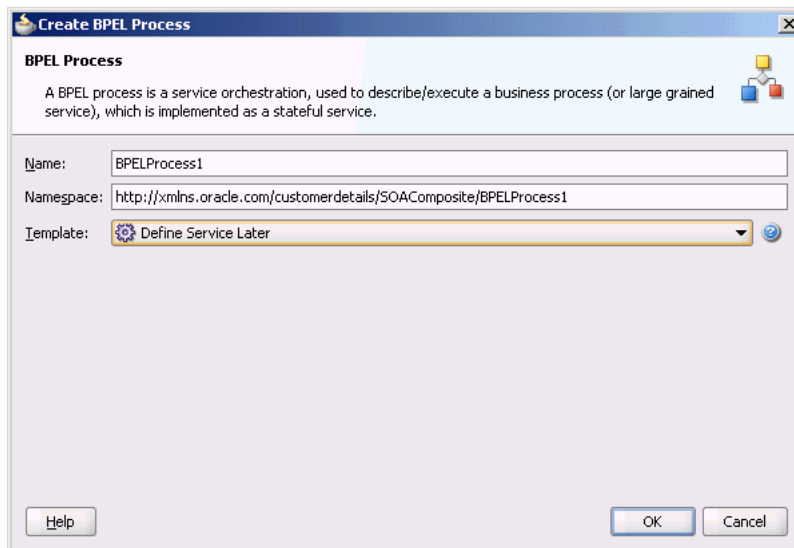 Create BPEL Process
BPEL Process
A BPEL process is a service orchestration, used to describe/execute a business process (or large grained
service), which is implemented as a stateful service.
Name: BPELProcess1
Namespace: http://xmlns.oracle.com/customerdetails/SOAComposite/BPELProcess1
Template: Define Service Later
Help OK Cancel